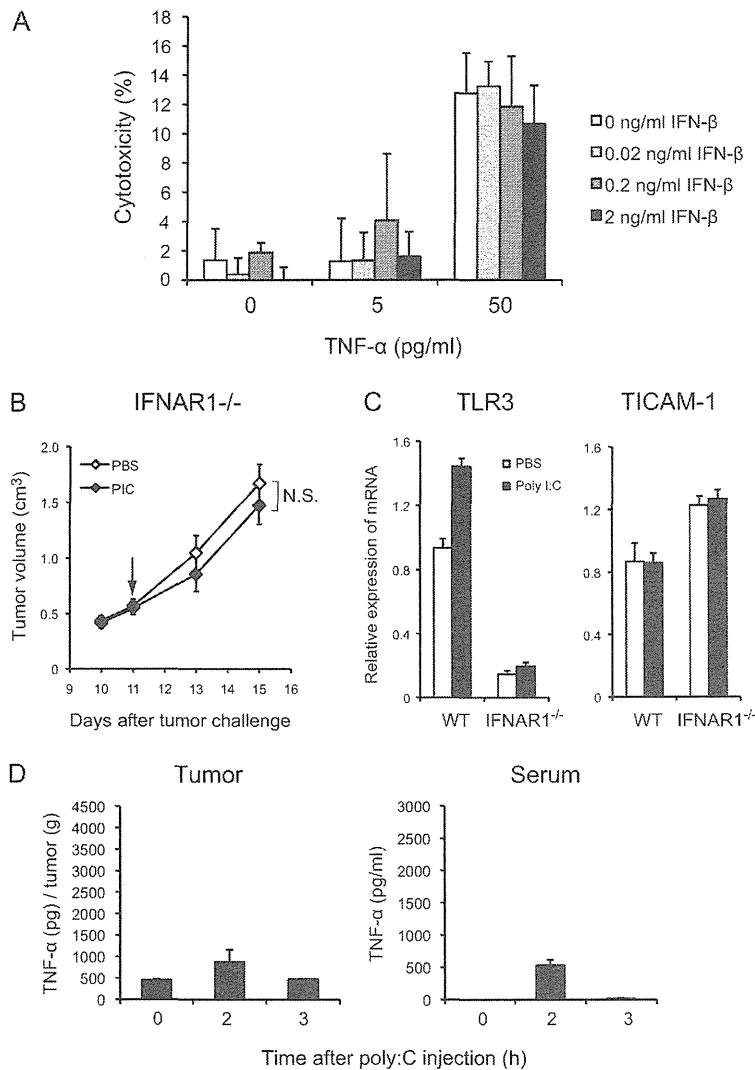 A
Cytotoxicity (%)
18
16
14
12
10
8
6
4
2
0
0
5
50
TNF-α (pg/ml)
0 ng/ml IFN-β
0.02 ng/ml IFN-β
0.2 ng/ml IFN-β
2 ng/ml IFN-β
B
IFNAR1-/-
Tumor volume (cm³)
2.0
1.5
1.0
0.5
0
PBS
PIC
N.S.
9 10 11 12 13 14 15 16
Days after tumor challenge
C
TLR3
Relative expression of mRNA
1.6
1.2
0.8
0.4
0
PBS
Poly I:C
WT IFNAR1⁻/⁻
TICAM-1
1.6
1.2
0.8
0.4
0
WT IFNAR1⁻/⁻
D
Tumor
TNF-α (pg) / tumor (g)
4500
4000
3500
3000
2500
2000
1500
1000
500
0
0 2 3
Serum
TNF-α (pg/ml)
3000
2500
2000
1500
1000
500
0
0 2 3
Time after poly:C injection (h)